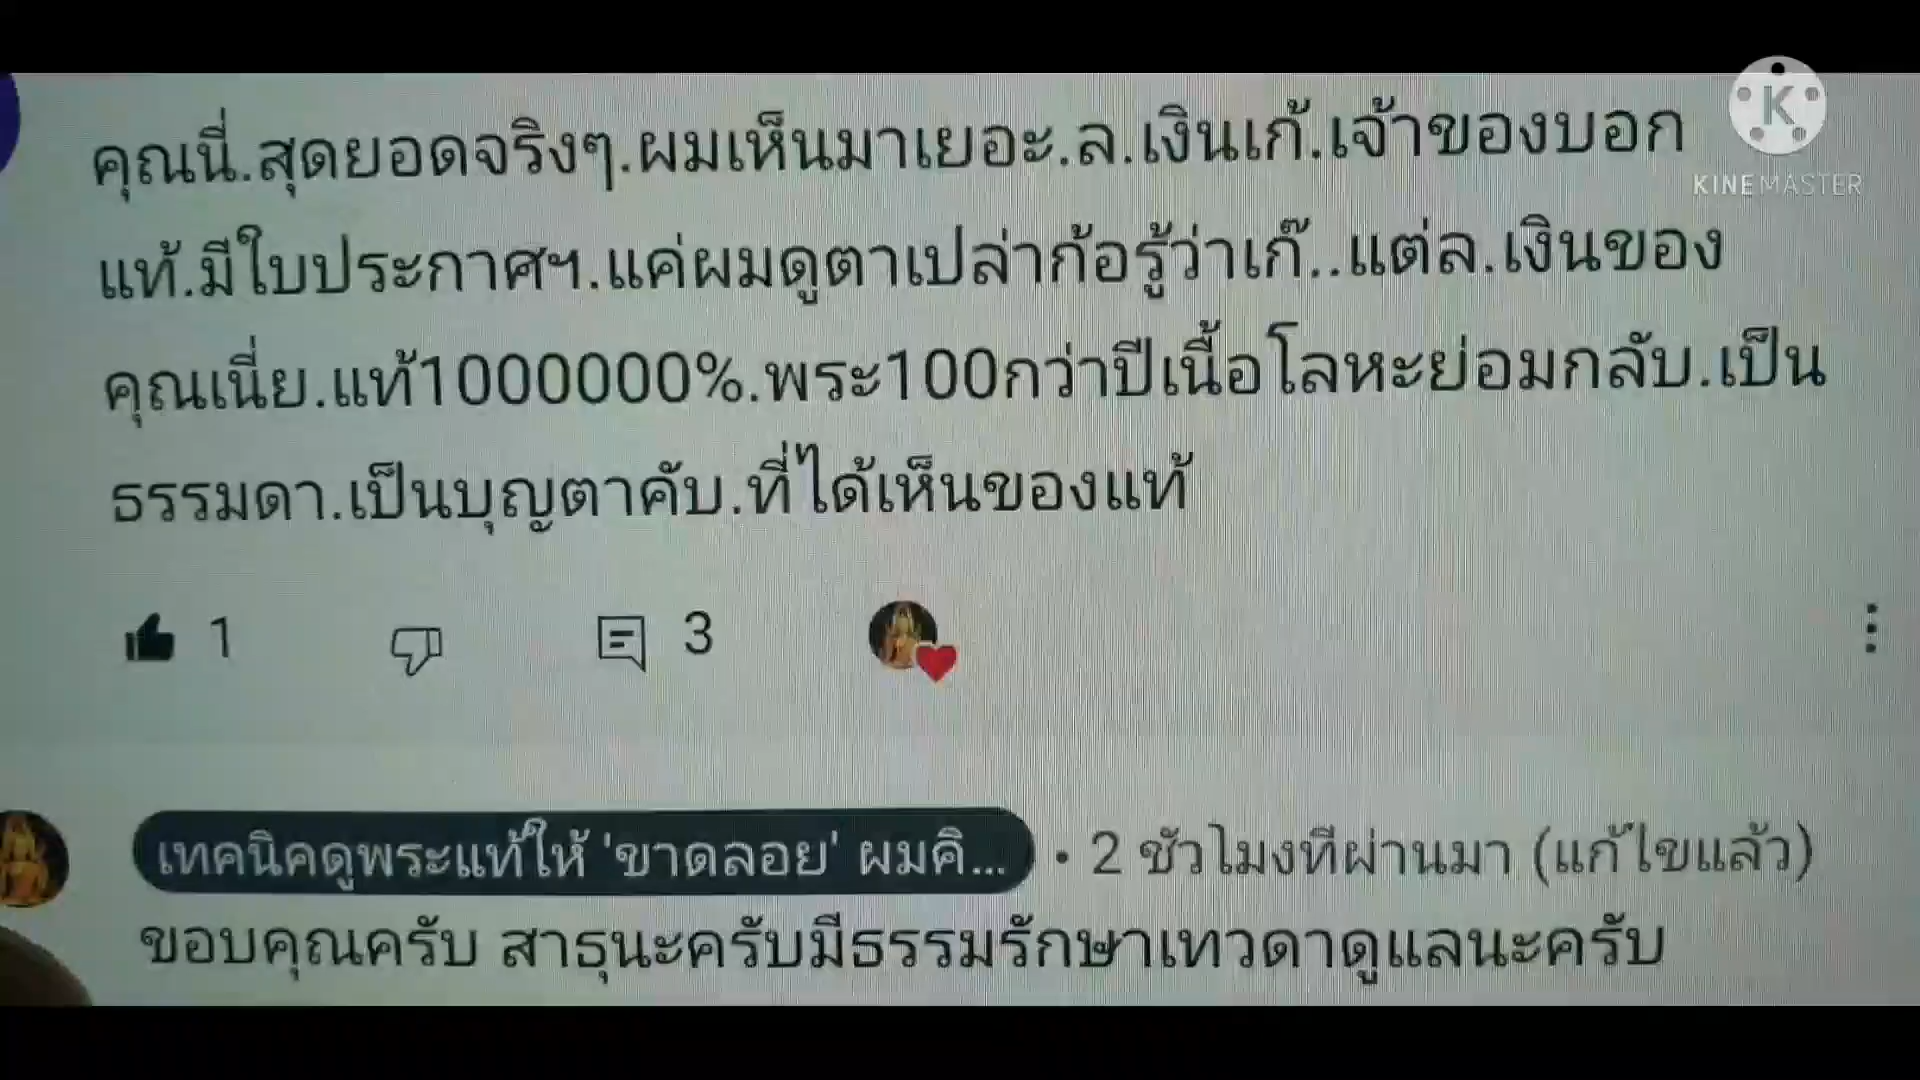 คุณนี่.สุดยอดจริงๆ.ผมเห็นมาเยอะ.ล.เงินเก้.เจ้าของบอก
แท้.มีใบประกาศฯ.แค่ผมดูตาเปล่าก้อรู้ว่าเก๊..แต่ล.เงินของ
คุณเนี่ย.แท้1000000%.พระ100กว่าปีเนื้อโลหะย่อมกลับ.เป็น
ธรรมดา.เป็นบุญตาคับ.ที่ได้เห็นของแท้
1 3
เทคนิคดูพระแท้ให้ 'ขาดลอย' ผมคิ... • 2 ชั่วโมงที่ผ่านมา (แก้ไขแล้ว)
ขอบคุณครับ สาธุนะครับมีธรรมรักษาเทวดาดูแลนะครับ
K
KINEMASTER